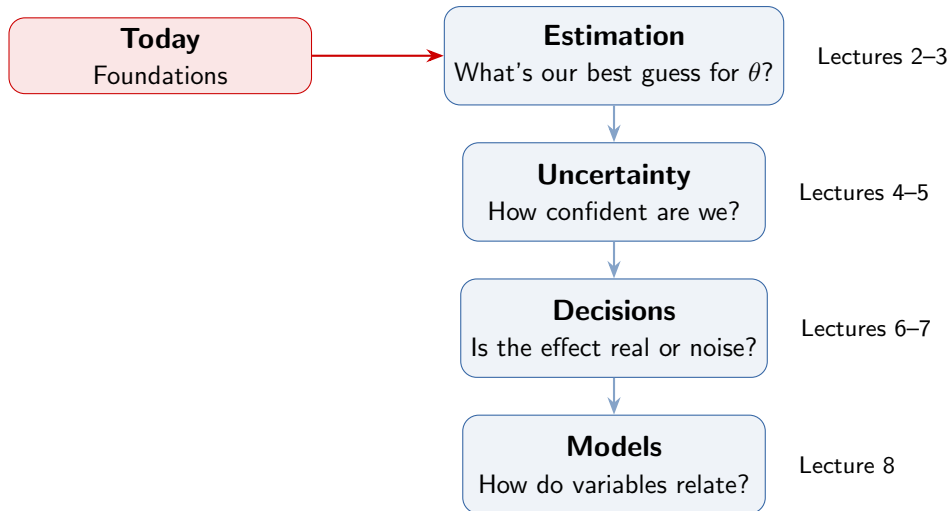 Today
Foundations
Estimation
What's our best guess for θ?
Lectures 2–3
Uncertainty
How confident are we?
Lectures 4–5
Decisions
Is the effect real or noise?
Lectures 6–7
Models
How do variables relate?
Lecture 8